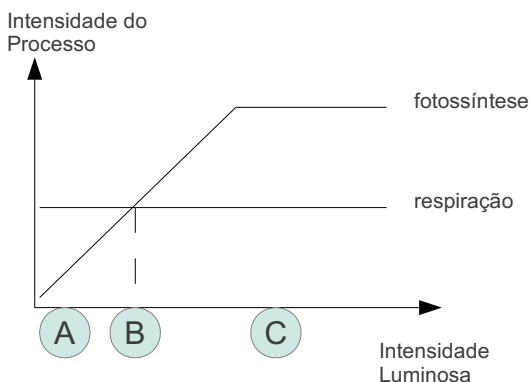 Intensidade do
Processo
fotossíntese
respiração
A
B
C
Intensidade
Luminosa